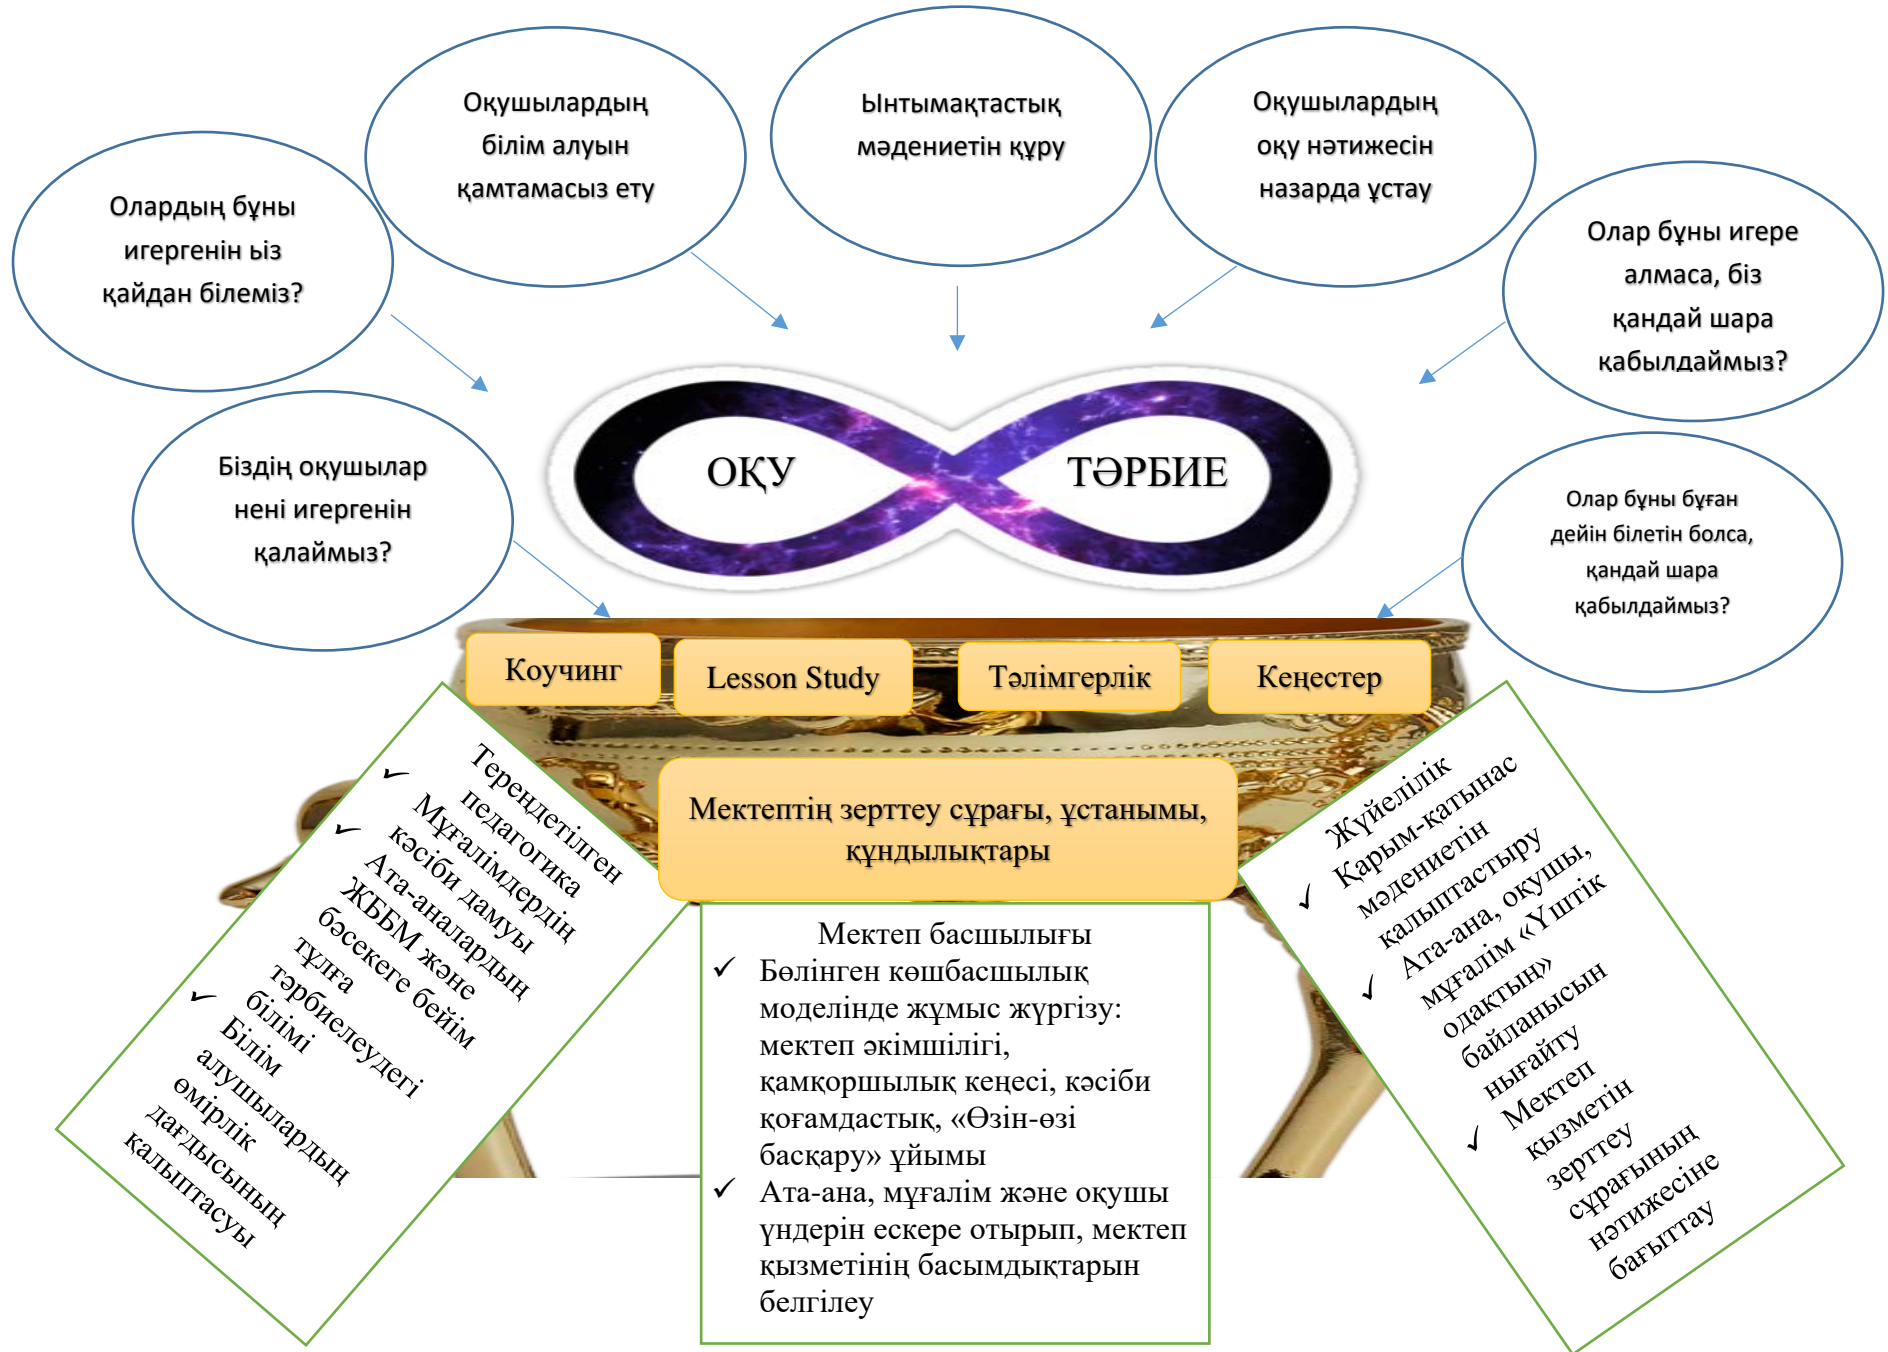 Оқушылардың
білім алуын
қамтамасыз ету
Ынтымақтастық
мәдениетін құру
Оқушылардың
оқу нәтижесін
назарда ұстау
Олардың бұны
игергенін ьіз
қайдан білеміз?
Олар бұны игере
алмаса, біз
қандай шара
қабылдаймыз?
Біздің оқушылар
нені игергенін
қалаймыз?
ОҚУ
ТӘРБИЕ
Олар бұны бұған
дейін білетін болса,
қандай шара
қабылдаймыз?
Коучинг
Lesson Study
Тәлімгерлік
Кеңестер
Мектептің зерттеу сұрағы, ұстанымы,
құндылықтары
Тереңдетілген
педагогика
✓ Мұғалімдердің
кәсіби дамуы
✓ Ата-аналардың
ЖББМ және
бәсекеге бейім
тұлға
тәрбиелеудегі
білімі
✓ Білім
алушылардың
өмірлік
дағдысының
қалыптасуы
Мектеп басшылығы
✓ Бөлінген көшбасшылық
моделінде жұмыс жүргізу:
мектеп әкімшілігі,
қамқоршылық кеңесі, кәсіби
қоғамдастық, «Өзін-өзі
басқару» ұйымы
✓ Ата-ана, мұғалім және оқушы
үндерін ескере отырып, мектеп
қызметінің басымдықтарын
белгілеу
Жүйелілік
✓ Қарым-қатынас
мәдениетін
қалыптастыру
✓ Ата-ана, оқушы,
мұғалім «Үштік
одақтың»
байланысын
нығайту
✓ Мектеп
қызметін
зерттеу
сұрағының
нәтижесіне
бағыттау